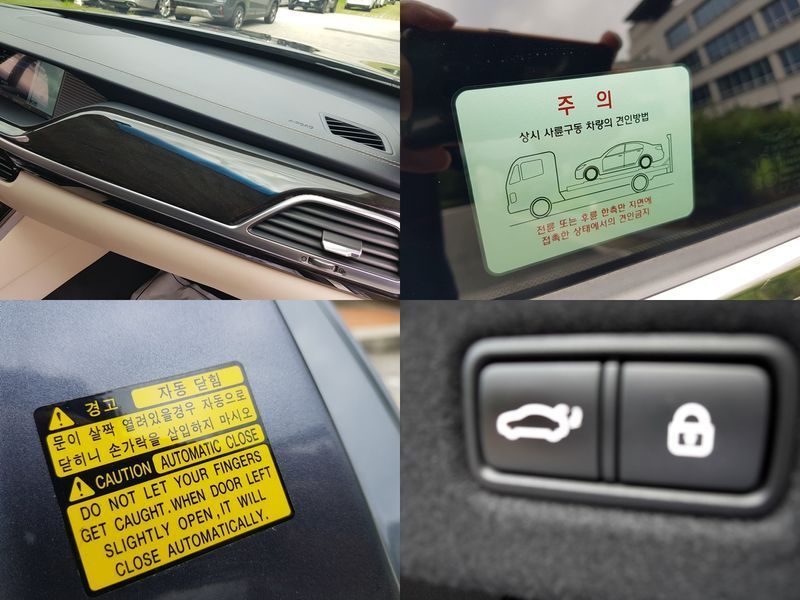 주 의
상시 사륜구동 차량의 견인방법
전륜 또는 후륜 한측만 지면에
접촉한 상태에서의 견인금지
경고 자동 닫힘
문이 살짝 열려있을경우 자동으로
닫히니 손가락을 삽입하지 마시오
CAUTION AUTOMATIC CLOSE
DO NOT LET YOUR FINGERS
GET CAUGHT.WHEN DOOR LEFT
SLIGHTLY OPEN,IT WILL
CLOSE AUTOMATICALLY.